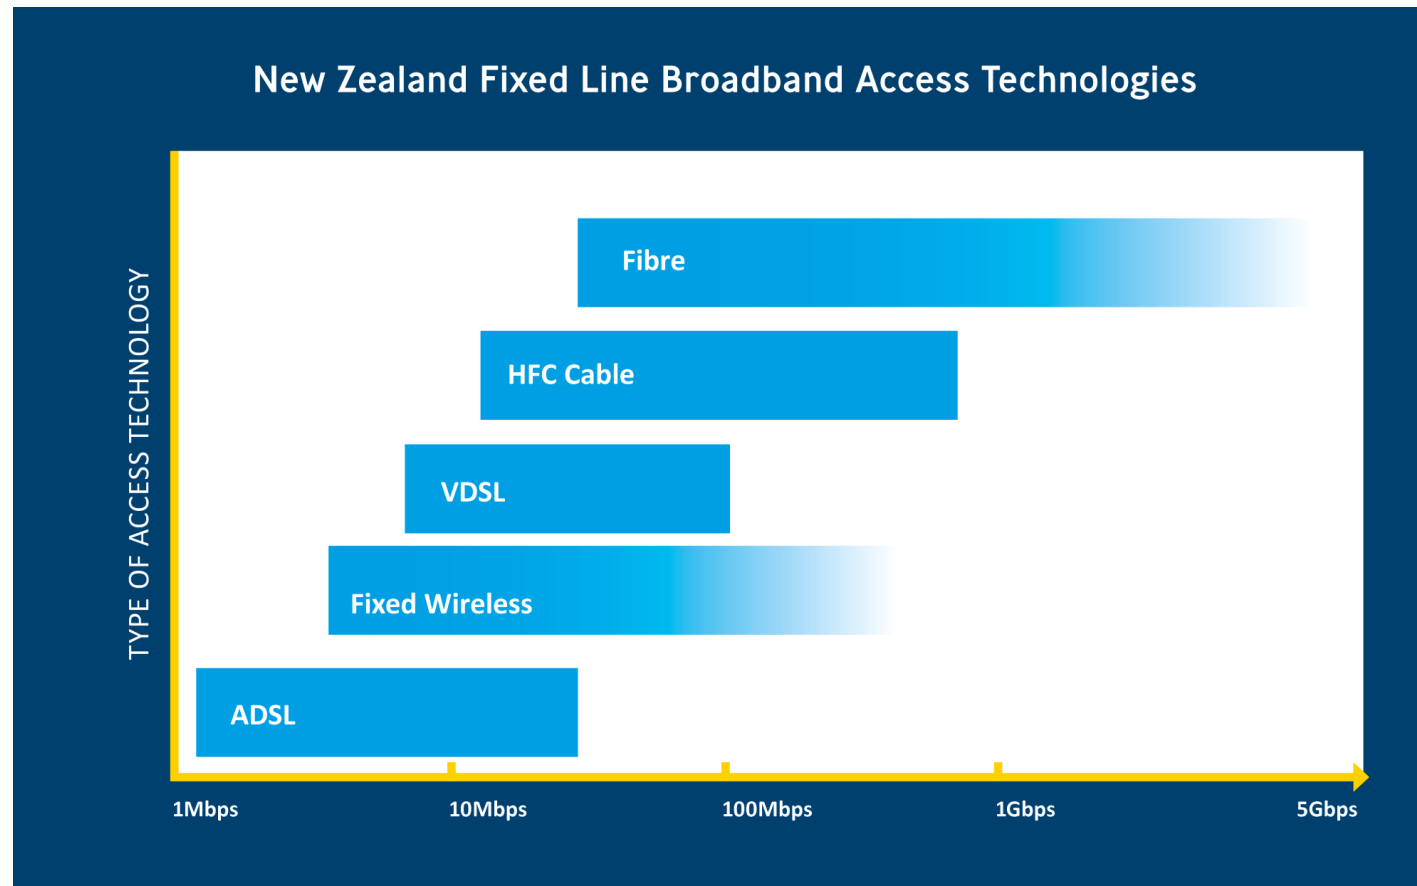 New Zealand Fixed Line Broadband Access Technologies
TYPE OF ACCESS TECHNOLOGY
Fibre
HFC Cable
VDSL
Fixed Wireless
ADSL
1Mbps 10Mbps 100Mbps 1Gbps 5Gbps